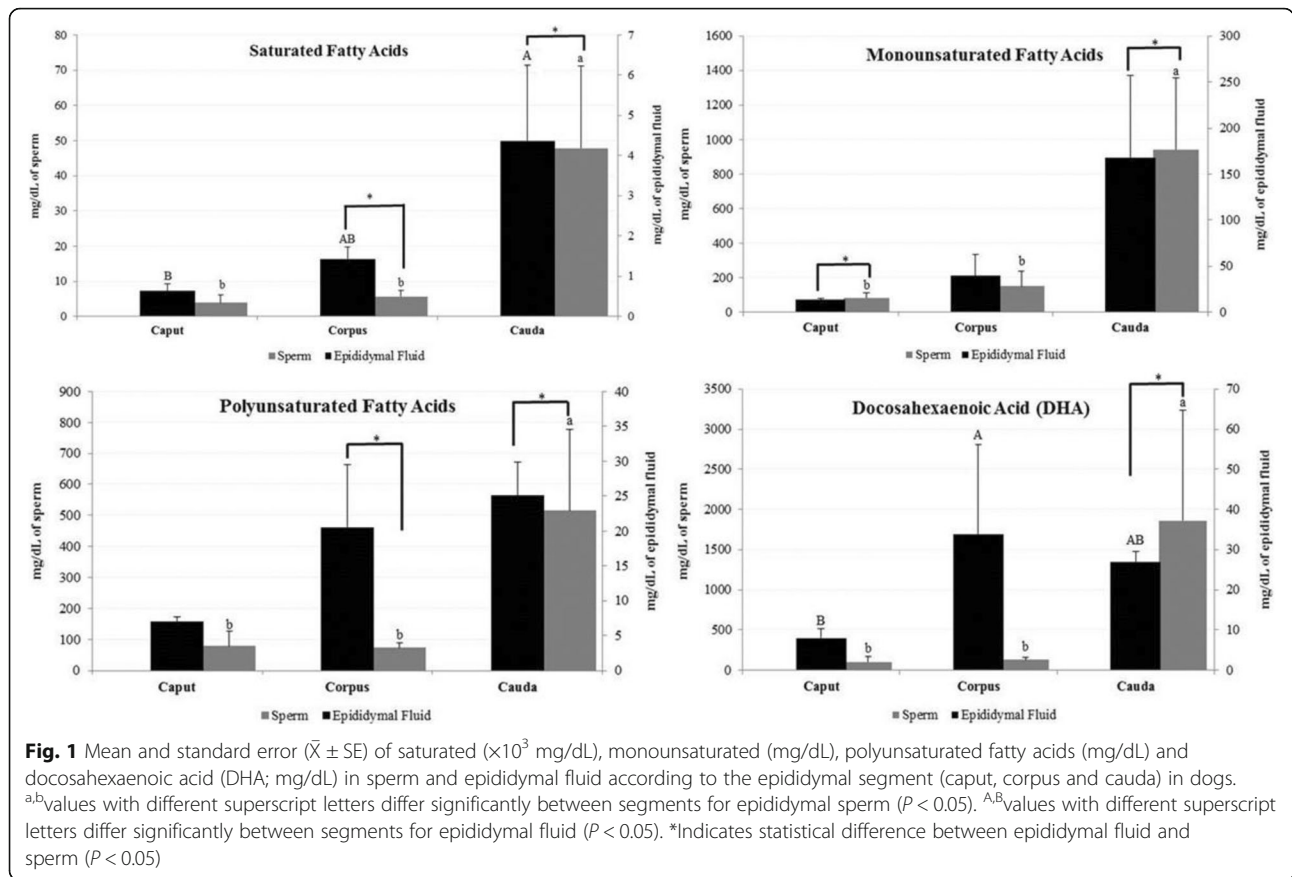 Saturated Fatty Acids
mg/dL of sperm
80
70
60
50
40
30
20
10
0
mg/dL of epididymal fluid
7
6
5
4
3
2
1
0
B
b
AB
*
b
A
*
a
Caput
Corpus
Cauda
Sperm
Epididymal Fluid
Monounsaturated Fatty Acids
mg/dL of sperm
1600
1400
1200
1000
800
600
400
200
0
mg/dL of epididymal fluid
300
250
200
150
100
50
0
*
b
b
*
a
Caput
Corpus
Cauda
Sperm
Epididymal Fluid
Polyunsaturated Fatty Acids
mg/dL of sperm
900
800
700
600
500
400
300
200
100
0
mg/dL of epididymal fluid
40
35
30
25
20
15
10
5
0
b
*
b
*
a
Caput
Corpus
Cauda
Sperm
Epididymal Fluid
Docosahexaenoic Acid (DHA)
mg/dL of sperm
3500
3000
2500
2000
1500
1000
500
0
mg/dL of epididymal fluid
70
60
50
40
30
20
10
0
B
b
A
b
AB
*
a
Caput
Corpus
Cauda
Sperm
Epididymal Fluid
Fig. 1 Mean and standard error (X̄ ± SE) of saturated (×10³ mg/dL), monounsaturated (mg/dL), polyunsaturated fatty acids (mg/dL) and
docosahexaenoic acid (DHA; mg/dL) in sperm and epididymal fluid according to the epididymal segment (caput, corpus and cauda) in dogs.
a,bvalues with different superscript letters differ significantly between segments for epididymal sperm (P < 0.05). A,Bvalues with different superscript
letters differ significantly between segments for epididymal fluid (P < 0.05). *Indicates statistical difference between epididymal fluid and
sperm (P < 0.05)